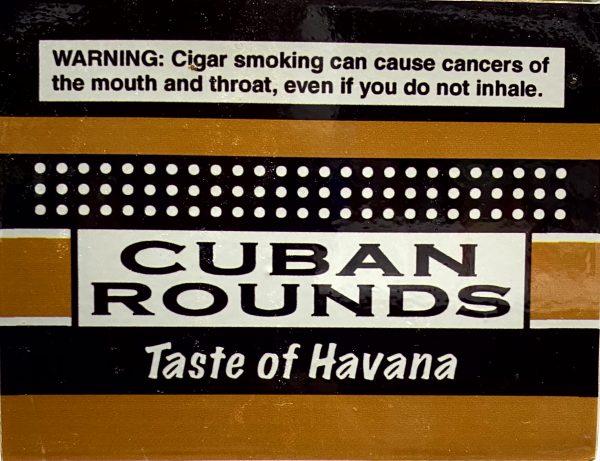 WARNING: Cigar smoking can cause cancers of
the mouth and throat, even if you do not inhale.
CUBAN
ROUNDS
Taste of Havana